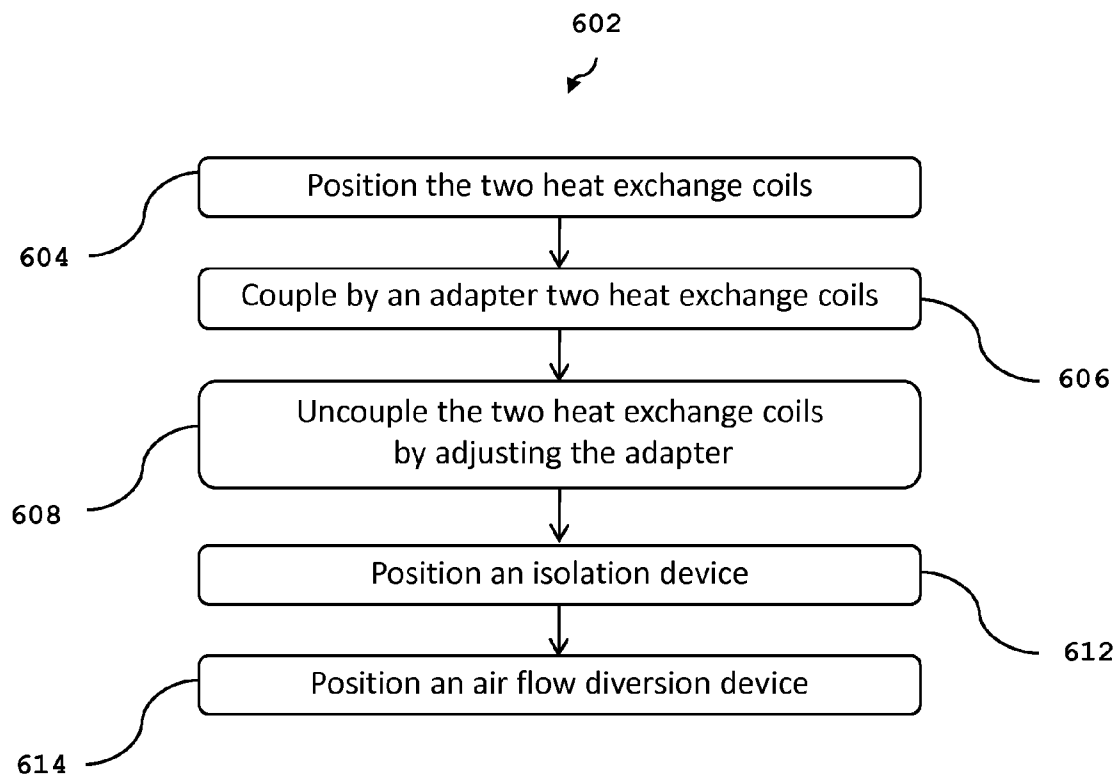 602
Position the two heat exchange coils
604
Couple by an adapter two heat exchange coils
606
Uncouple the two heat exchange coils
by adjusting the adapter
608
Position an isolation device
612
Position an air flow diversion device
614